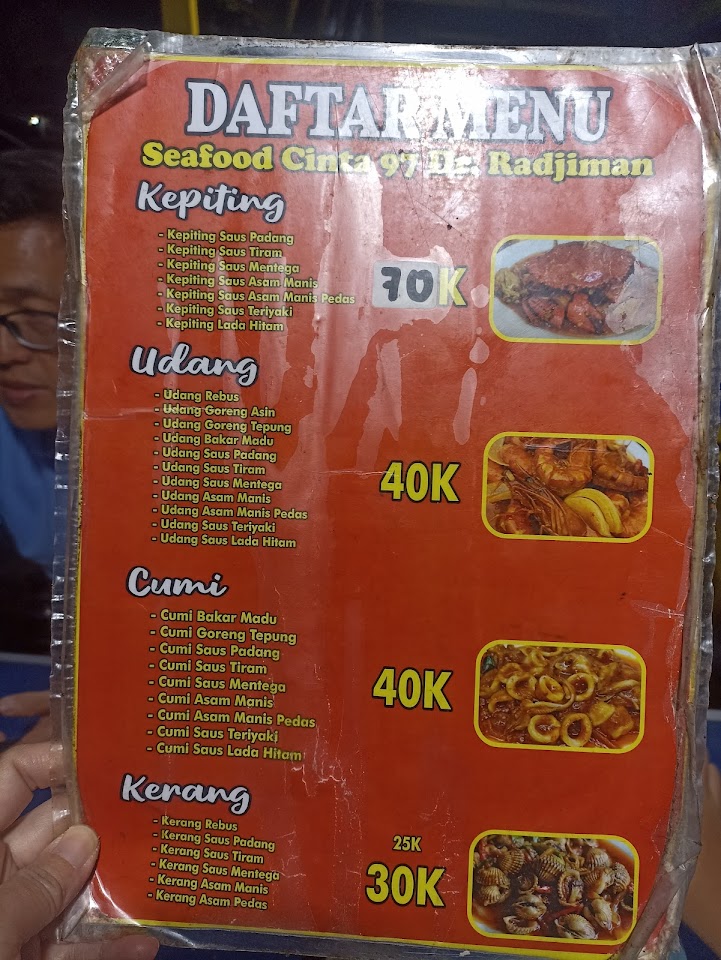 DAFTAR MENU
Seafood Cinta 97 Dr. Radjiman
Kepiting
- Kepiting Saus Padang
- Kepiting Saus Tiram
- Kepiting Saus Mentega
- Kepiting Saus Asam Manis
- Kepiting Saus Asam Manis Pedas
- Kepiting Saus Teriyaki
- Kepiting Lada Hitam
70K
Udang
- Udang Rebus
- Udang Goreng Asin
- Udang Goreng Tepung
- Udang Bakar Madu
- Udang Saus Padang
- Udang Saus Tiram
- Udang Saus Mentega
- Udang Asam Manis
- Udang Asam Manis Pedas
- Udang Saus Teriyaki
- Udang Saus Lada Hitam
40K
Cumi
- Cumi Bakar Madu
- Cumi Goreng Tepung
- Cumi Saus Padang
- Cumi Saus Tiram
- Cumi Saus Mentega
- Cumi Asam Manis
- Cumi Asam Manis Pedas
- Cumi Saus Teriyaki
- Cumi Saus Lada Hitam
40K
Kerang
- Kerang Rebus
- Kerang Saus Padang
- Kerang Saus Tiram
- Kerang Saus Mentega
- Kerang Asam Manis
- Kerang Asam Pedas
25K
30K